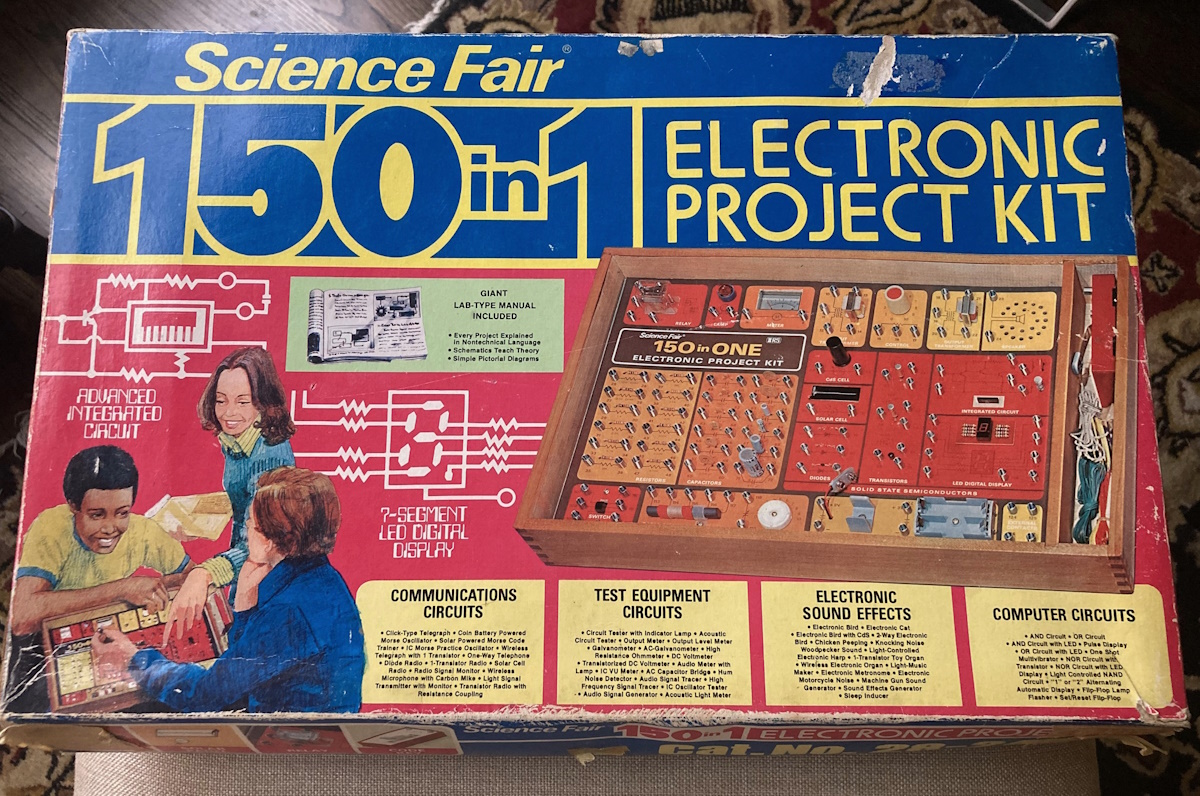 Science Fair®
150 in 1
ELECTRONIC
PROJECT KIT
GIANT
LAB-TYPE MANUAL
INCLUDED
• Every Project Explained
in Nontechnical Language
• Schematics Teach Theory
• Simple Pictorial Diagrams
ADVANCED
INTEGRATED
CIRCUIT
7-SEGMENT
LED DIGITAL
DISPLAY
RELAY
METER
CONTROL
Science Fair
150 in ONE
ELECTRONIC PROJECT KIT
CdS CELL
SOLAR CELL
INTEGRATED CIRCUIT
RESISTORS
CAPACITORS
DIODES
TRANSISTORS
LED DIGITAL DISPLAY
SOLID STATE SEMICONDUCTORS
SWITCH
COMMUNICATIONS
CIRCUITS
• Click-Type Telegraph • Coin Battery Powered
Morse Oscillator • Solar Powered Morse Code
Trainer • IC Morse Practice Oscillator • Wireless
Telegraph with 1 Transistor • One-Way Telephone
• Diode Radio • 1-Transistor Radio • Solar Cell
Radio • Radio Signal Monitor • Wireless
Microphone with Carbon Mike • Light Signal
Transmitter with Monitor • Transistor Radio with
Resistance Coupling
TEST EQUIPMENT
CIRCUITS
• Circuit Tester with Indicator Lamp • Acoustic
Circuit Tester • Output Meter • Output Level Meter
• Galvanometer • AC-Galvanometer • High
Resistance Ohmmeter • DC Voltmeter •
Transistorized DC Voltmeter • Audio Meter with
Lamp • IC VU Meter • AC Capacitor Bridge • Hum
Noise Detector • Audio Signal Tracer • High
Frequency Signal Tracer • IC Oscillator Tester
• Audio Signal Generator • Acoustic Light Meter
ELECTRONIC
SOUND EFFECTS
• Electronic Bird • Electronic Cat
• Electronic Bird with CdS • 2-Way Electronic
Bird • Chicken Peeping • Knocking Noise
Woodpecker Sound • Light-Controlled
Electronic Harp • 1-Transistor Toy Organ
• Wireless Electronic Organ • Light-Music
Maker • Electronic Metronome • Electronic
Motorcycle Noise • Machine Gun Sound
Generator • Sound Effects Generator
• Sleep Inducer
COMPUTER CIRCUITS
• AND Circuit • OR Circuit
• AND Circuit with LED • Pulse Display
• OR Circuit with LED • One Shot
Multivibrator • NOR Circuit with
Transistor • NOR Circuit with LED
Display • Light Controlled NAND
Circuit • "1" or "2" Alternating
Automatic Display • Flip-Flop Lamp
Flasher • Set/Reset Flip-Flop
Science Fair 150 in 1 ELECTRONIC
Cat. No. 28